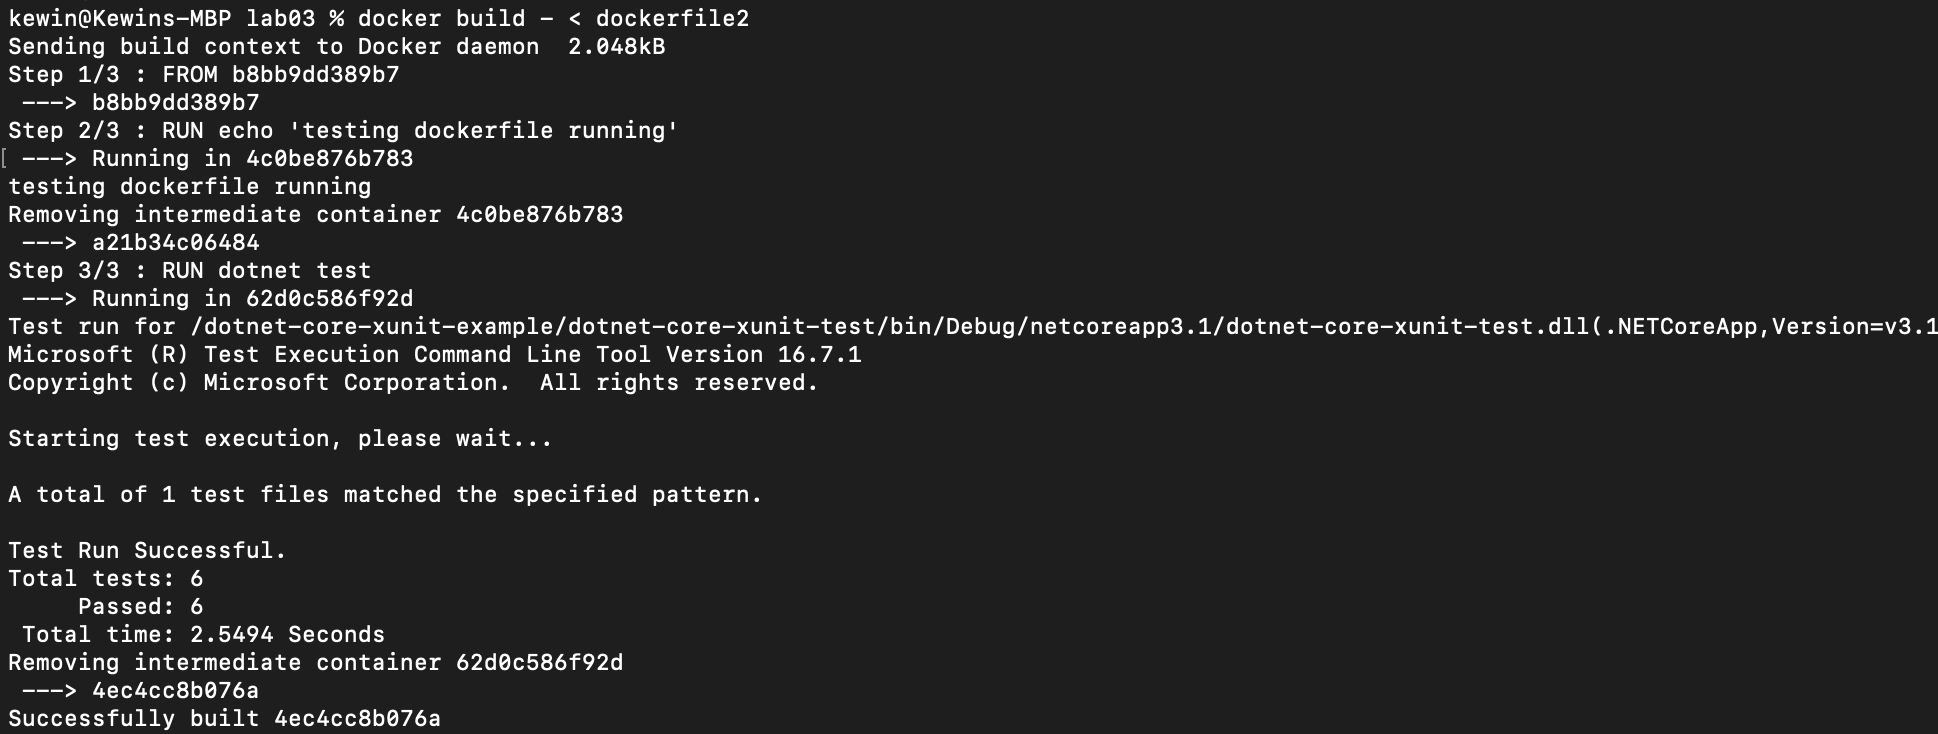 kewin@Kewins-MBP lab03 % docker build - < dockerfile2
Sending build context to Docker daemon  2.048kB
Step 1/3 : FROM b8bb9dd389b7
 ---> b8bb9dd389b7
Step 2/3 : RUN echo 'testing dockerfile running'
[ ---> Running in 4c0be876b783
testing dockerfile running
Removing intermediate container 4c0be876b783
 ---> a21b34c06484
Step 3/3 : RUN dotnet test
 ---> Running in 62d0c586f92d
Test run for /dotnet-core-xunit-example/dotnet-core-xunit-test/bin/Debug/netcoreapp3.1/dotnet-core-xunit-test.dll(.NETCoreApp,Version=v3.1
Microsoft (R) Test Execution Command Line Tool Version 16.7.1
Copyright (c) Microsoft Corporation.  All rights reserved.

Starting test execution, please wait...

A total of 1 test files matched the specified pattern.

Test Run Successful.
Total tests: 6
     Passed: 6
 Total time: 2.5494 Seconds
Removing intermediate container 62d0c586f92d
 ---> 4ec4cc8b076a
Successfully built 4ec4cc8b076a